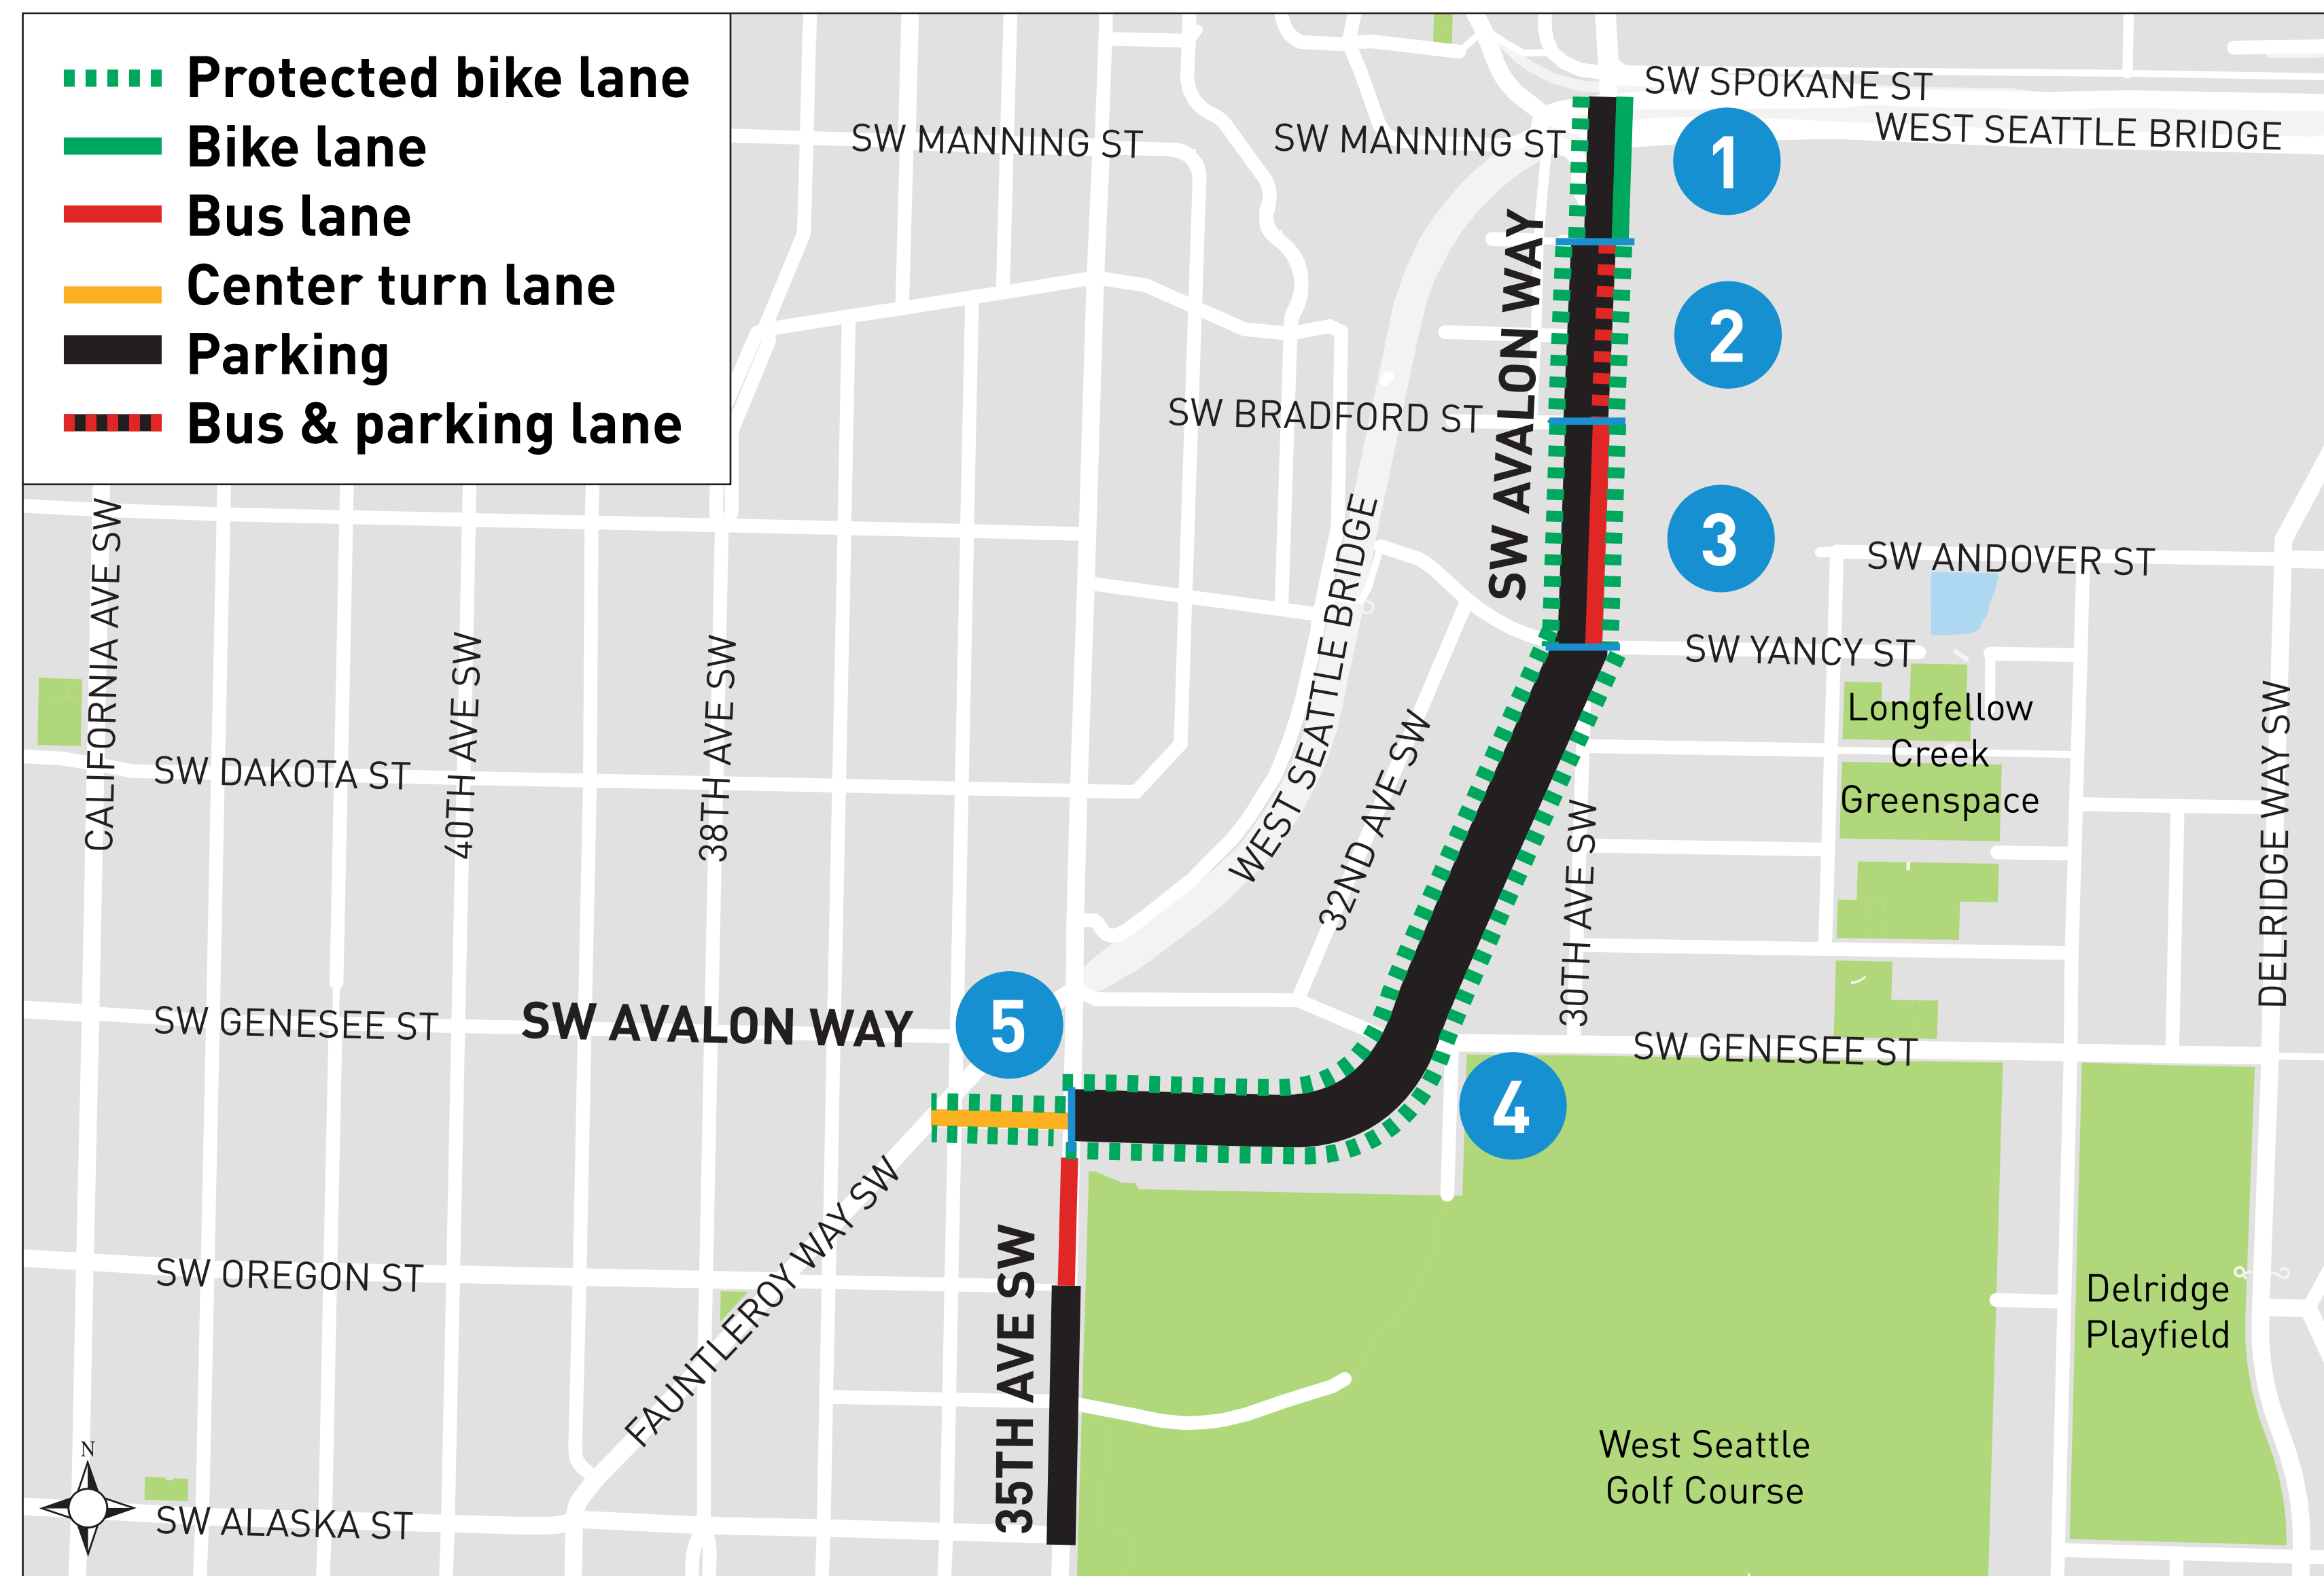 Protected bike lane
Bike lane
Bus lane
Center turn lane
Parking
Bus & parking lane
SW SPOKANE ST
WEST SEATTLE BRIDGE
SW MANNING ST
SW MANNING ST
1
SW AVALON WAY
2
SW BRADFORD ST
3
SW ANDOVER ST
CALIFORNIA AVE SW
WEST SEATTLE BRIDGE
40TH AVE SW
38TH AVE SW
SW YANCY ST
Longfellow
Creek
Greenspace
32ND AVE SW
30TH AVE SW
DELRIDGE WAY SW
SW DAKOTA ST
SW GENESEE ST
SW AVALON WAY
5
SW GENESEE ST
4
FAUNTLEROY WAY SW
35TH AVE SW
SW OREGON ST
Delridge
Playfield
West Seattle
Golf Course
N
SW ALASKA ST